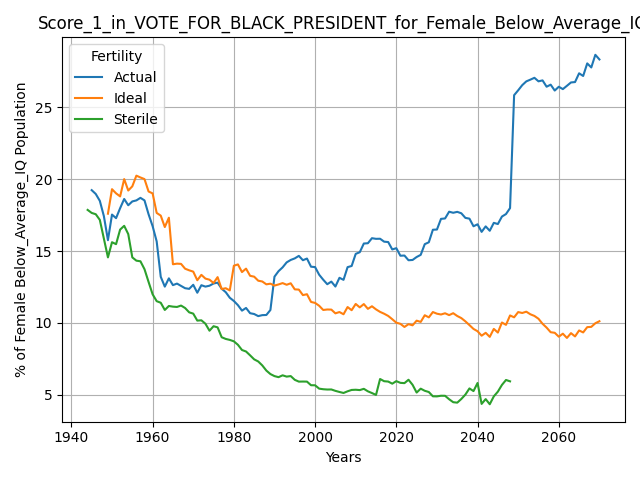 Score_1_in_VOTE_FOR_BLACK_PRESIDENT_for_Female_Below_Average_IQ
Fertility
Actual
Ideal
Sterile
% of Female Below_Average_IQ Population
25
20
15
10
5
1940 1960 1980 2000 2020 2040 2060
Years